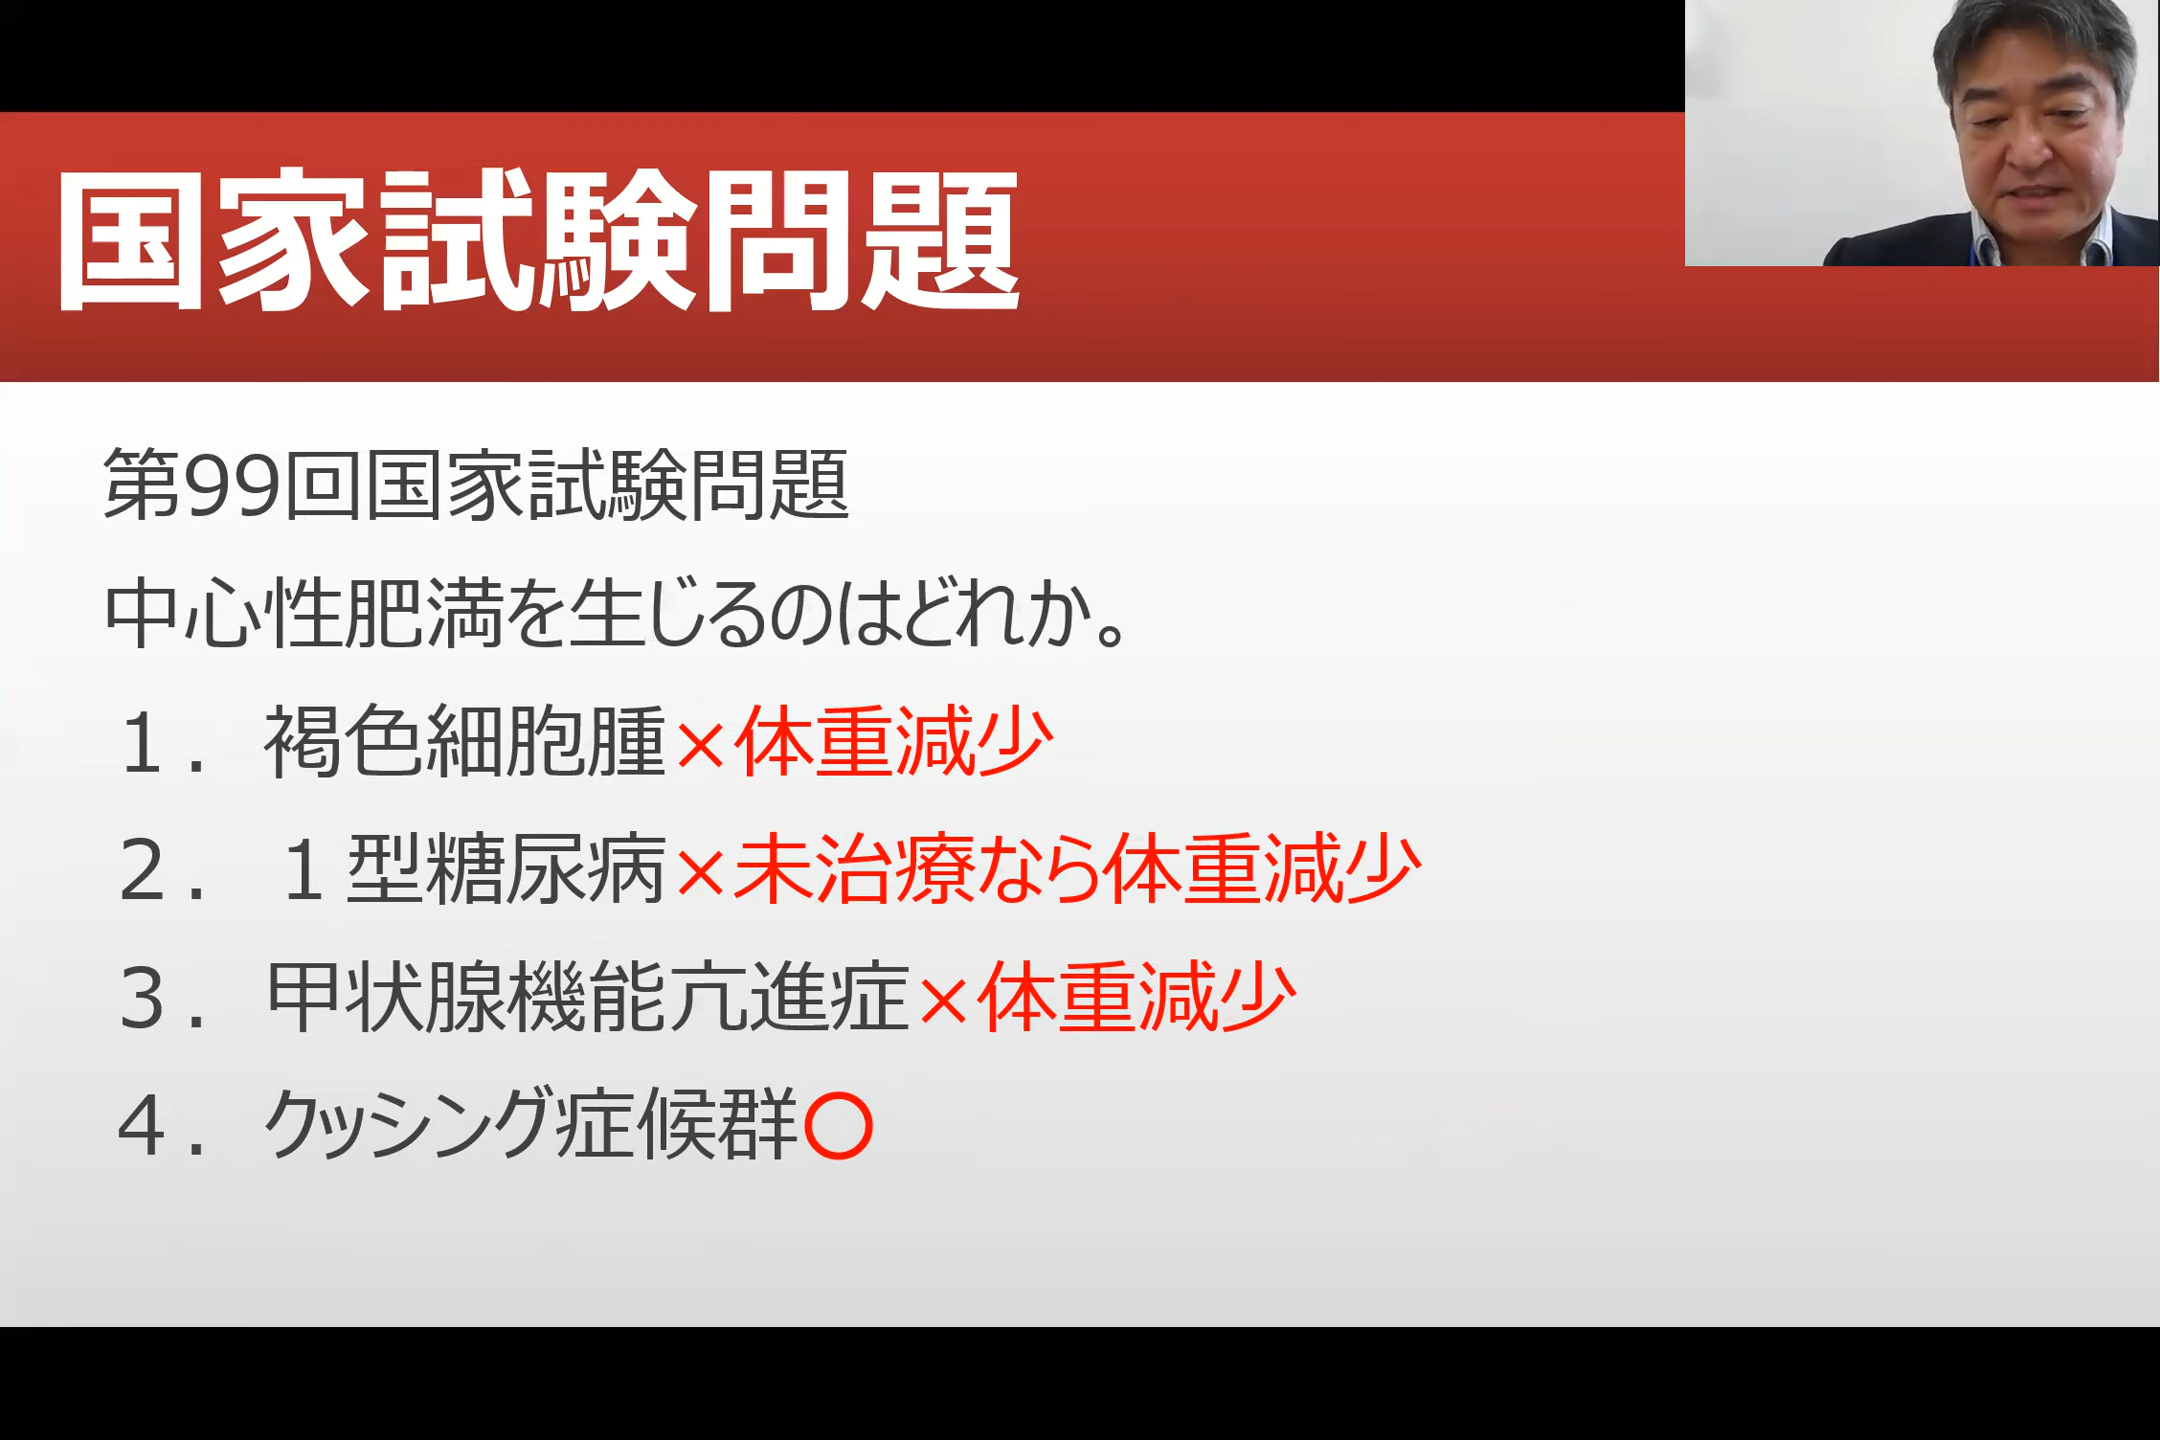 国家試験問題
第99回国家試験問題
中心性肥満を生じるのはどれか。
１．褐色細胞腫×体重減少
２．１型糖尿病×未治療なら体重減少
３．甲状腺機能亢進症×体重減少
４．クッシング症候群〇